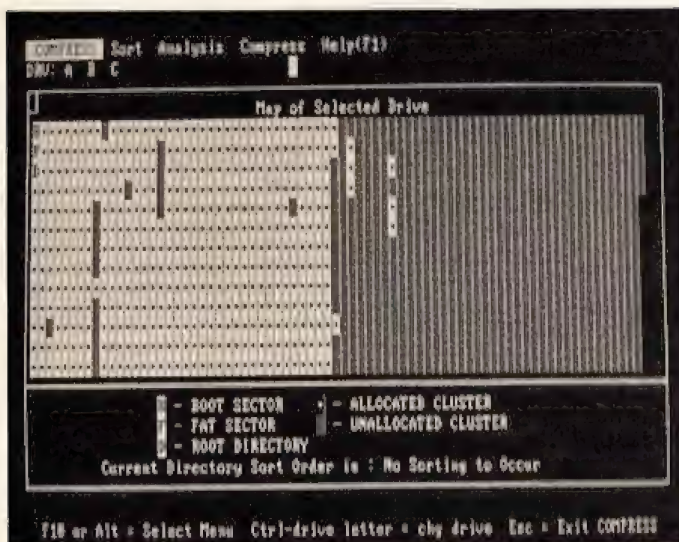 COMPRESS Sort Analysis Compress Help(F1)
DRV: A B C
Map of Selected Drive
B - BOOT SECTOR
F - FAT SECTOR
- ROOT DIRECTORY
- ALLOCATED CLUSTER
- UNALLOCATED CLUSTER
Current Directory Sort Order is : No Sorting to Occur
F10 or Alt = Select Menu Ctrl-drive letter = chg drive Esc = Exit COMPRESS